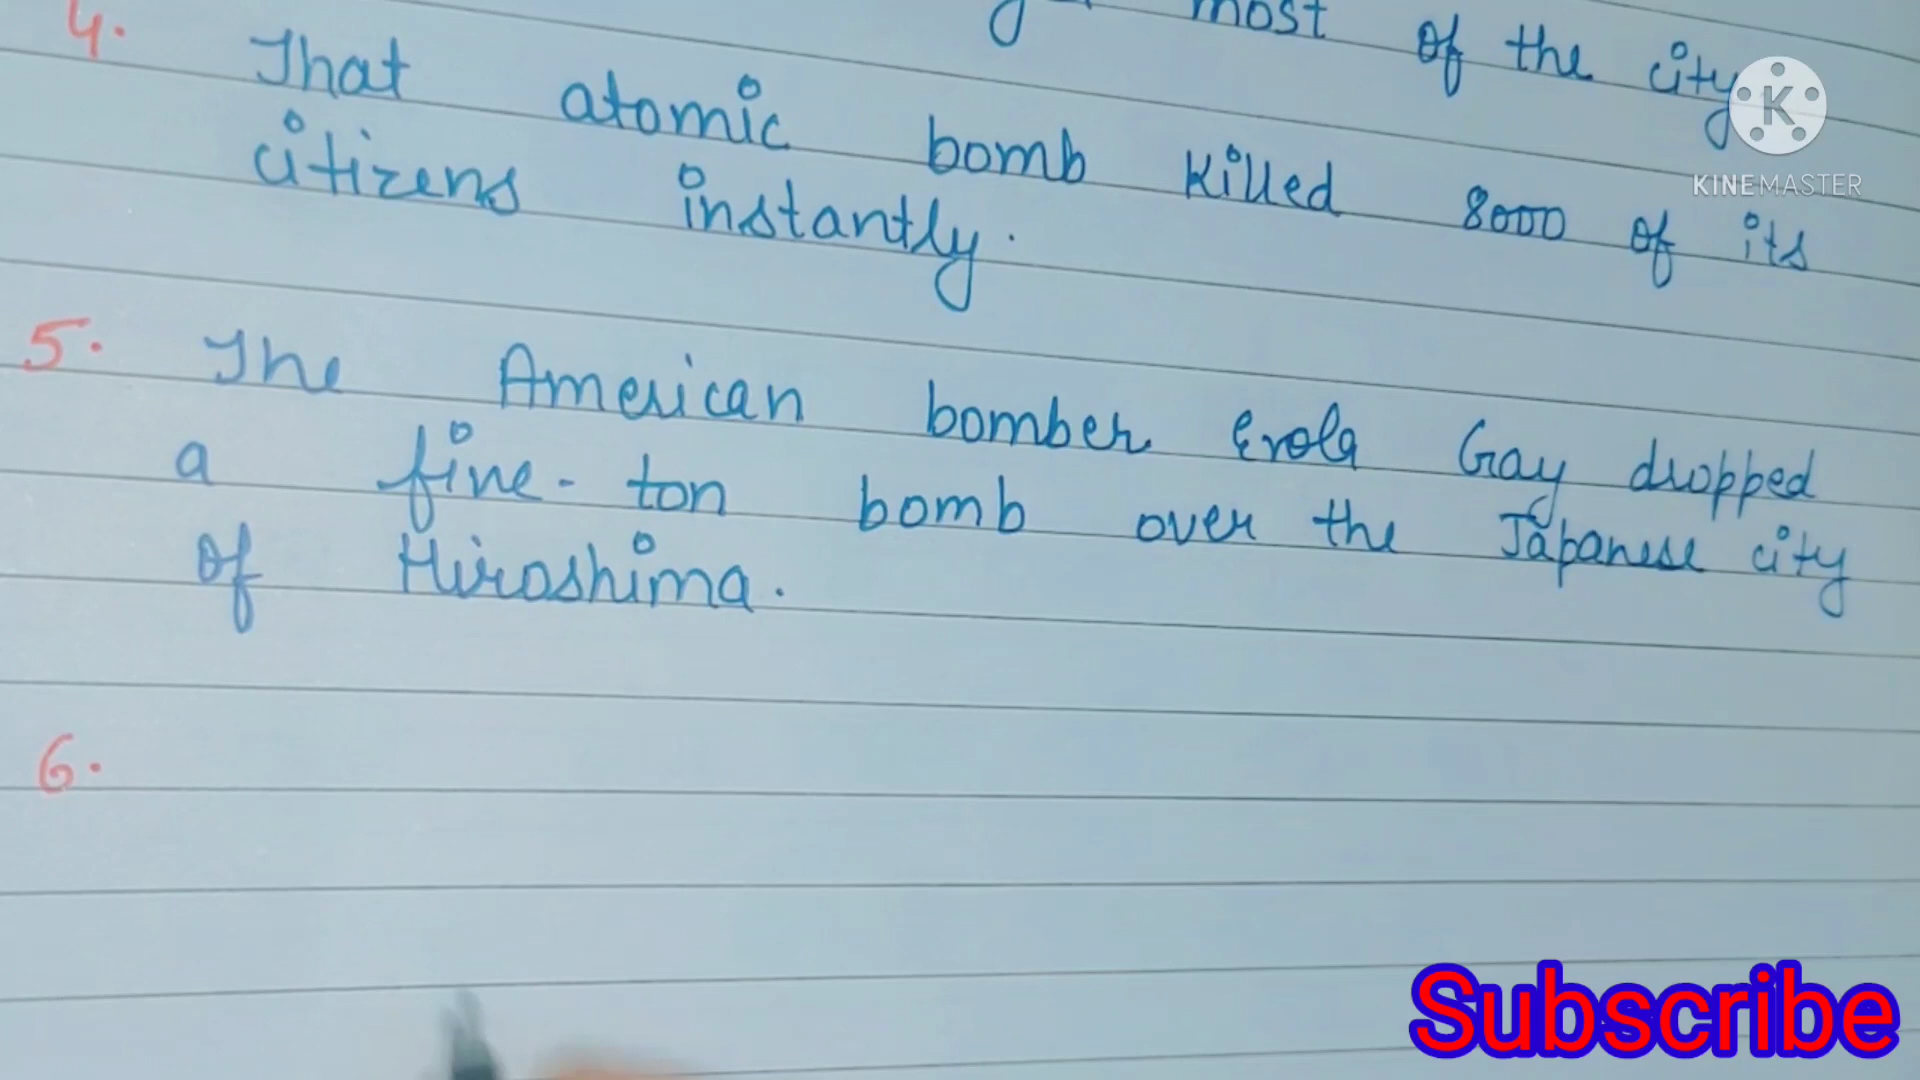 most of the city
4. That atomic bomb killed 8000 of its
citizens instantly.
5. The American bomber Erola Gay dropped
a fine-ton bomb over the Japanese city
of Hiroshima.
6.
KINEMASTER
Subscribe